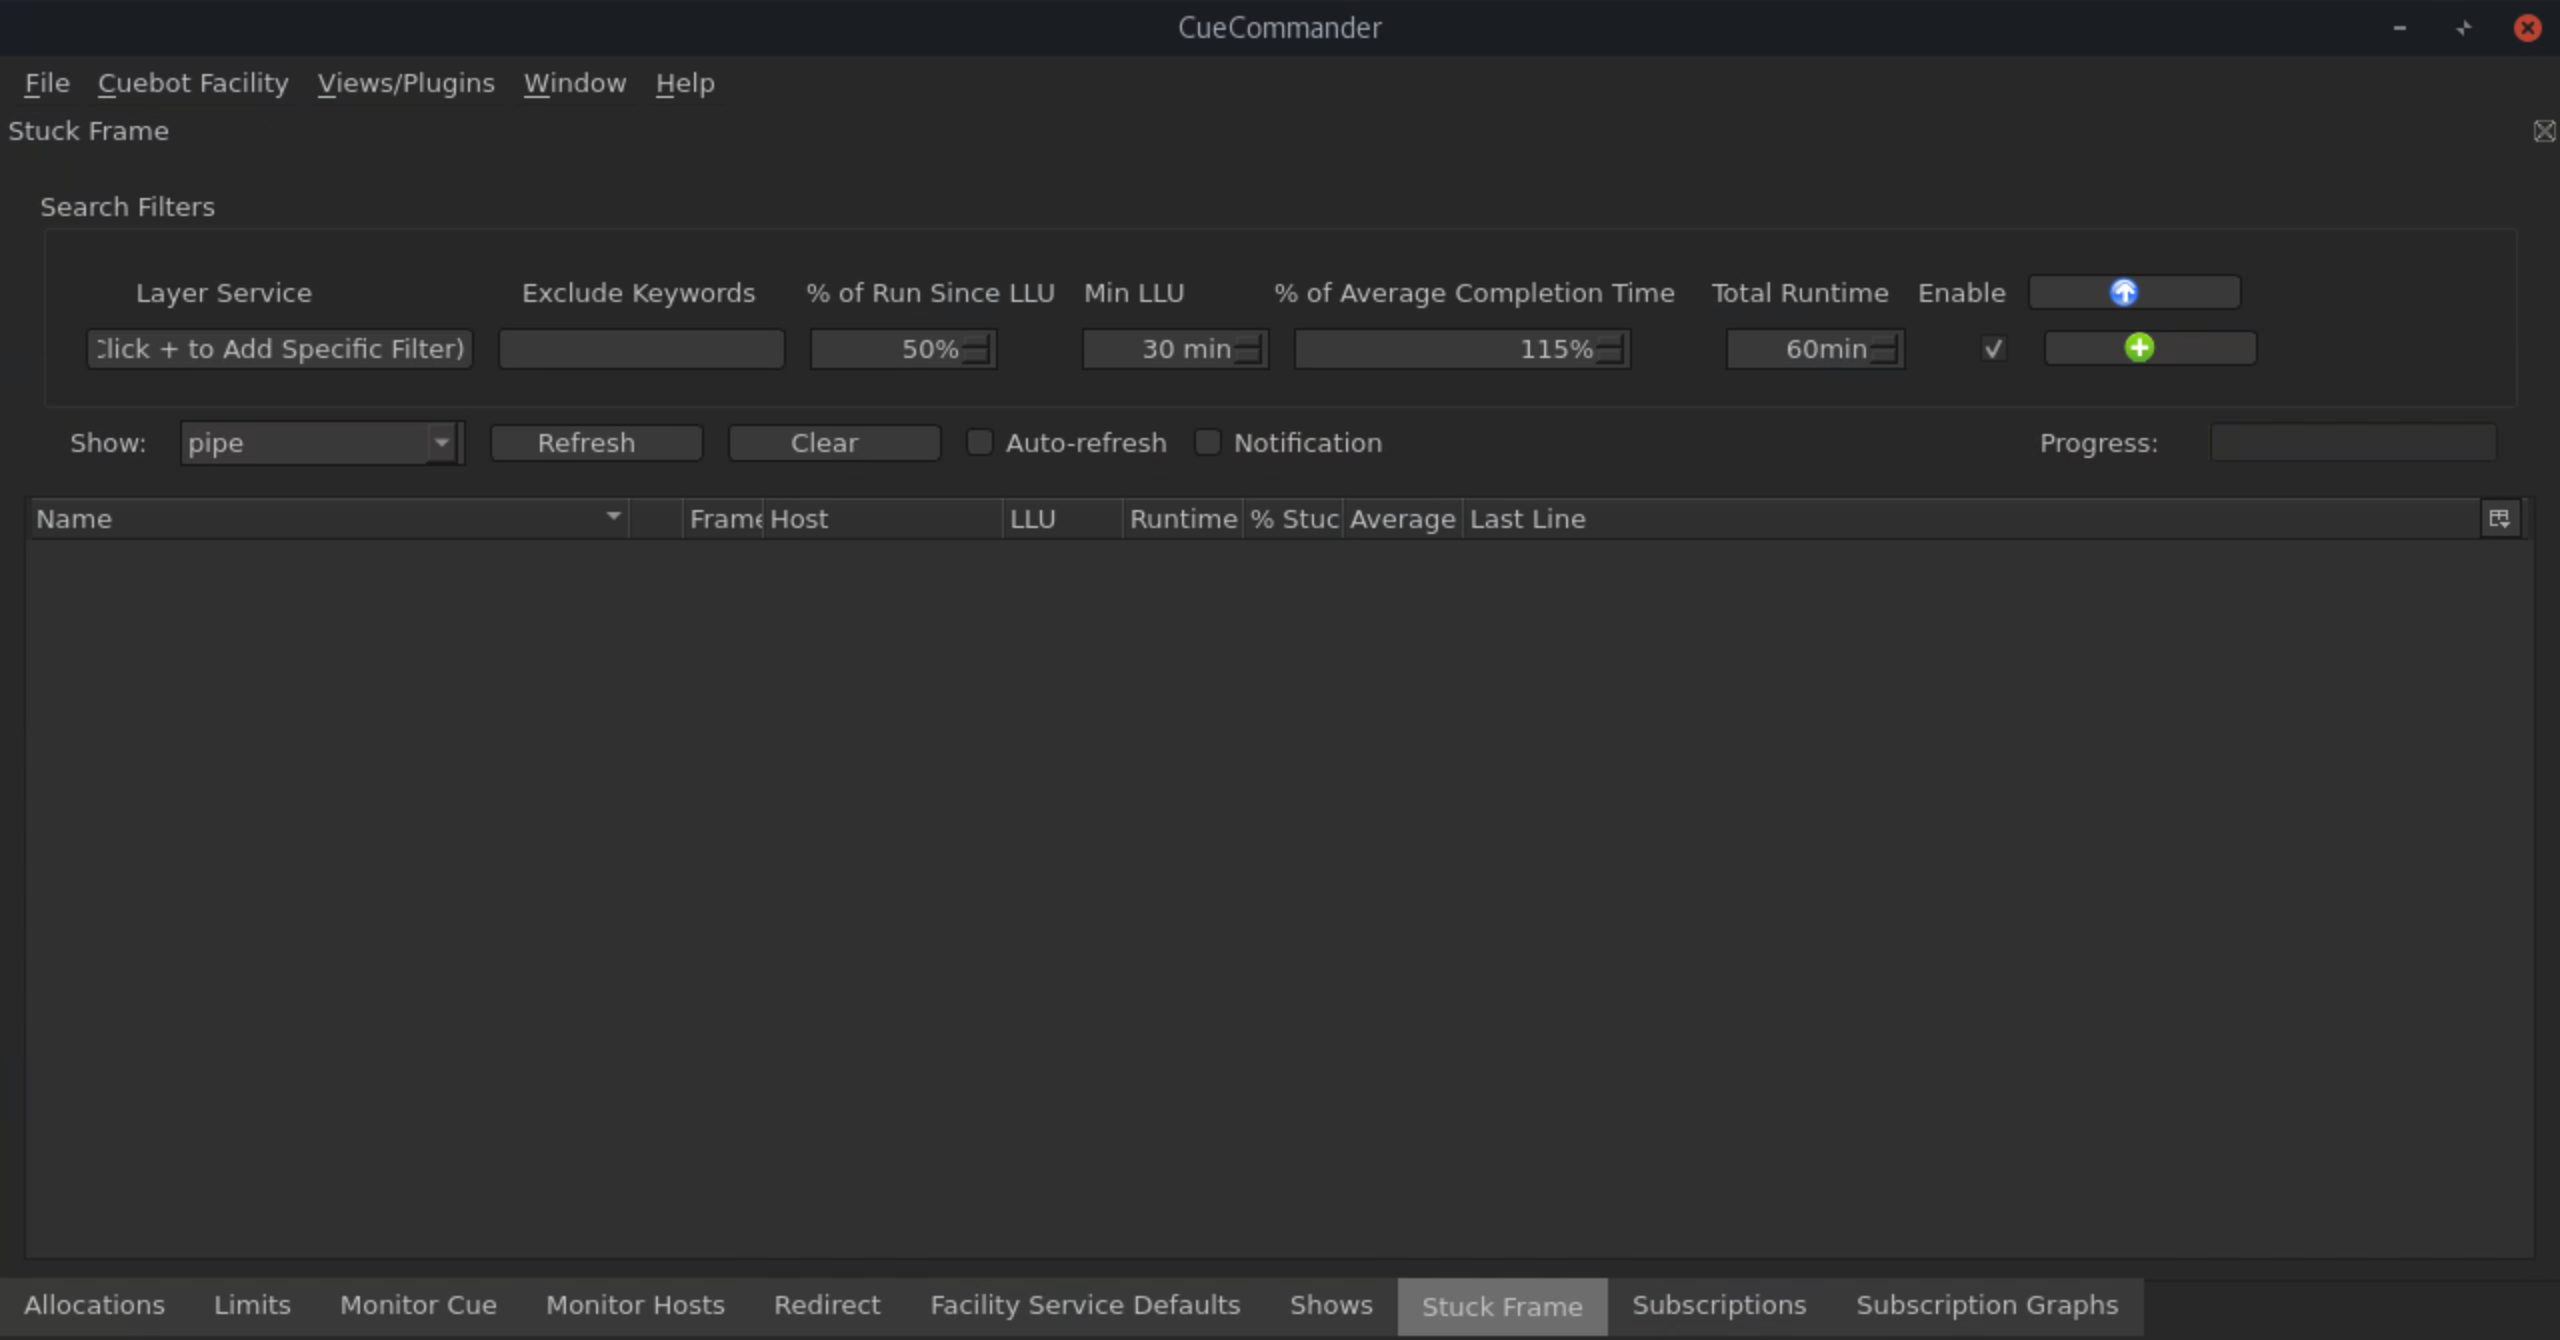 CueCommander
File Cuebot Facility Views/Plugins Window Help
Stuck Frame
Search Filters
Layer Service Exclude Keywords % of Run Since LLU Min LLU % of Average Completion Time Total Runtime Enable
Click + to Add Specific Filter) 50% 30 min 115% 60min
Show: pipe Refresh Clear Auto-refresh Notification Progress:
Name Frame Host LLU Runtime % Stuc Average Last Line
Allocations Limits Monitor Cue Monitor Hosts Redirect Facility Service Defaults Shows Stuck Frame Subscriptions Subscription Graphs